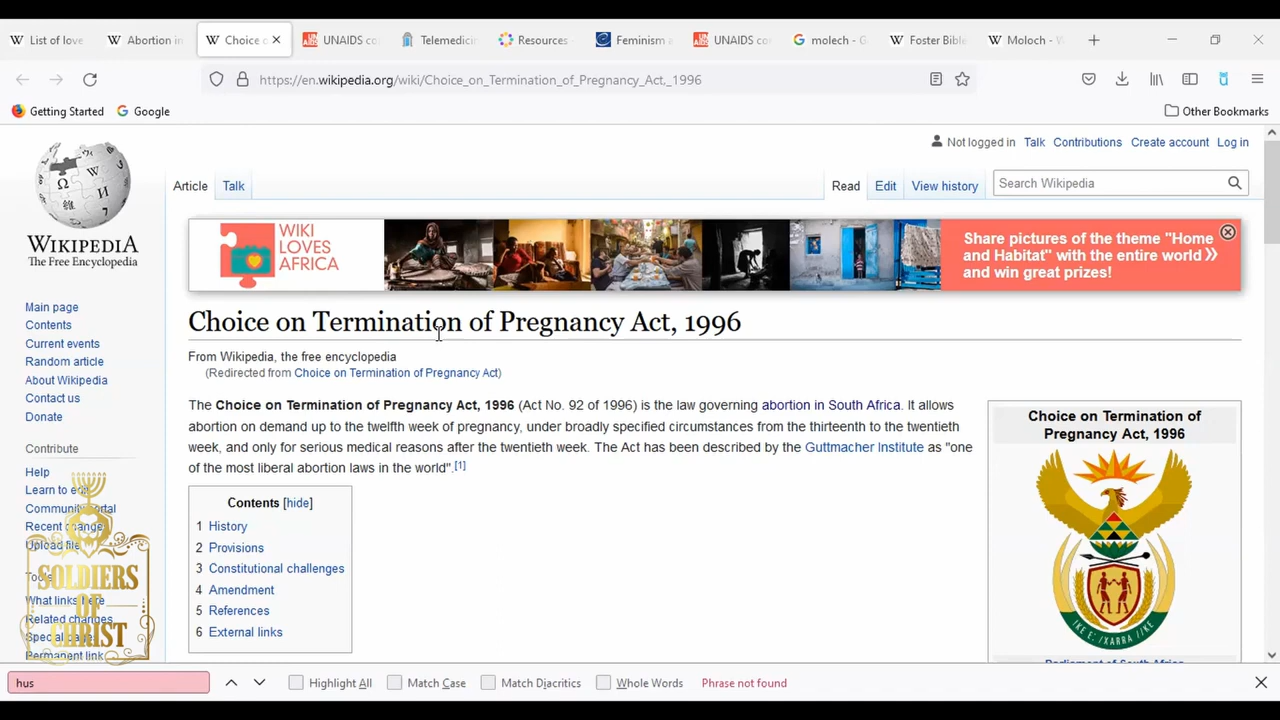 List of love
Abortion in
Choice o
UNAIDS co
Telemedicin
Resources
Feminism a
UNAIDS co
molech - G
Foster Bible
Moloch - W
https://en.wikipedia.org/wiki/Choice_on_Termination_of_Pregnancy_Act,_1996
Getting Started
Google
Other Bookmarks
Not logged in Talk Contributions Create account Log in
WIKIPEDIA
The Free Encyclopedia
Article Talk
Read Edit View history
Search Wikipedia
WIKI
LOVES
AFRICA
Share pictures of the theme "Home
and Habitat" with the entire world
and win great prizes!
Main page
Contents
Current events
Random article
About Wikipedia
Contact us
Donate
Contribute
Help
Learn to edit
Community portal
Recent changes
Upload file
Tools
What links here
Related changes
Special pages
Permanent link
SOLDIERS
OF
CHRIST
Choice on Termination of Pregnancy Act, 1996
From Wikipedia, the free encyclopedia
(Redirected from Choice on Termination of Pregnancy Act)
The Choice on Termination of Pregnancy Act, 1996 (Act No. 92 of 1996) is the law governing abortion in South Africa. It allows
abortion on demand up to the twelfth week of pregnancy, under broadly specified circumstances from the thirteenth to the twentieth
week, and only for serious medical reasons after the twentieth week. The Act has been described by the Guttmacher Institute as "one
of the most liberal abortion laws in the world".[1]
Contents [hide]
1 History
2 Provisions
3 Constitutional challenges
4 Amendment
5 References
6 External links
Choice on Termination of
Pregnancy Act, 1996
!KE E: /XARRA //KE
Parliament of South Africa
hus
Highlight All
Match Case
Match Diacritics
Whole Words
Phrase not found